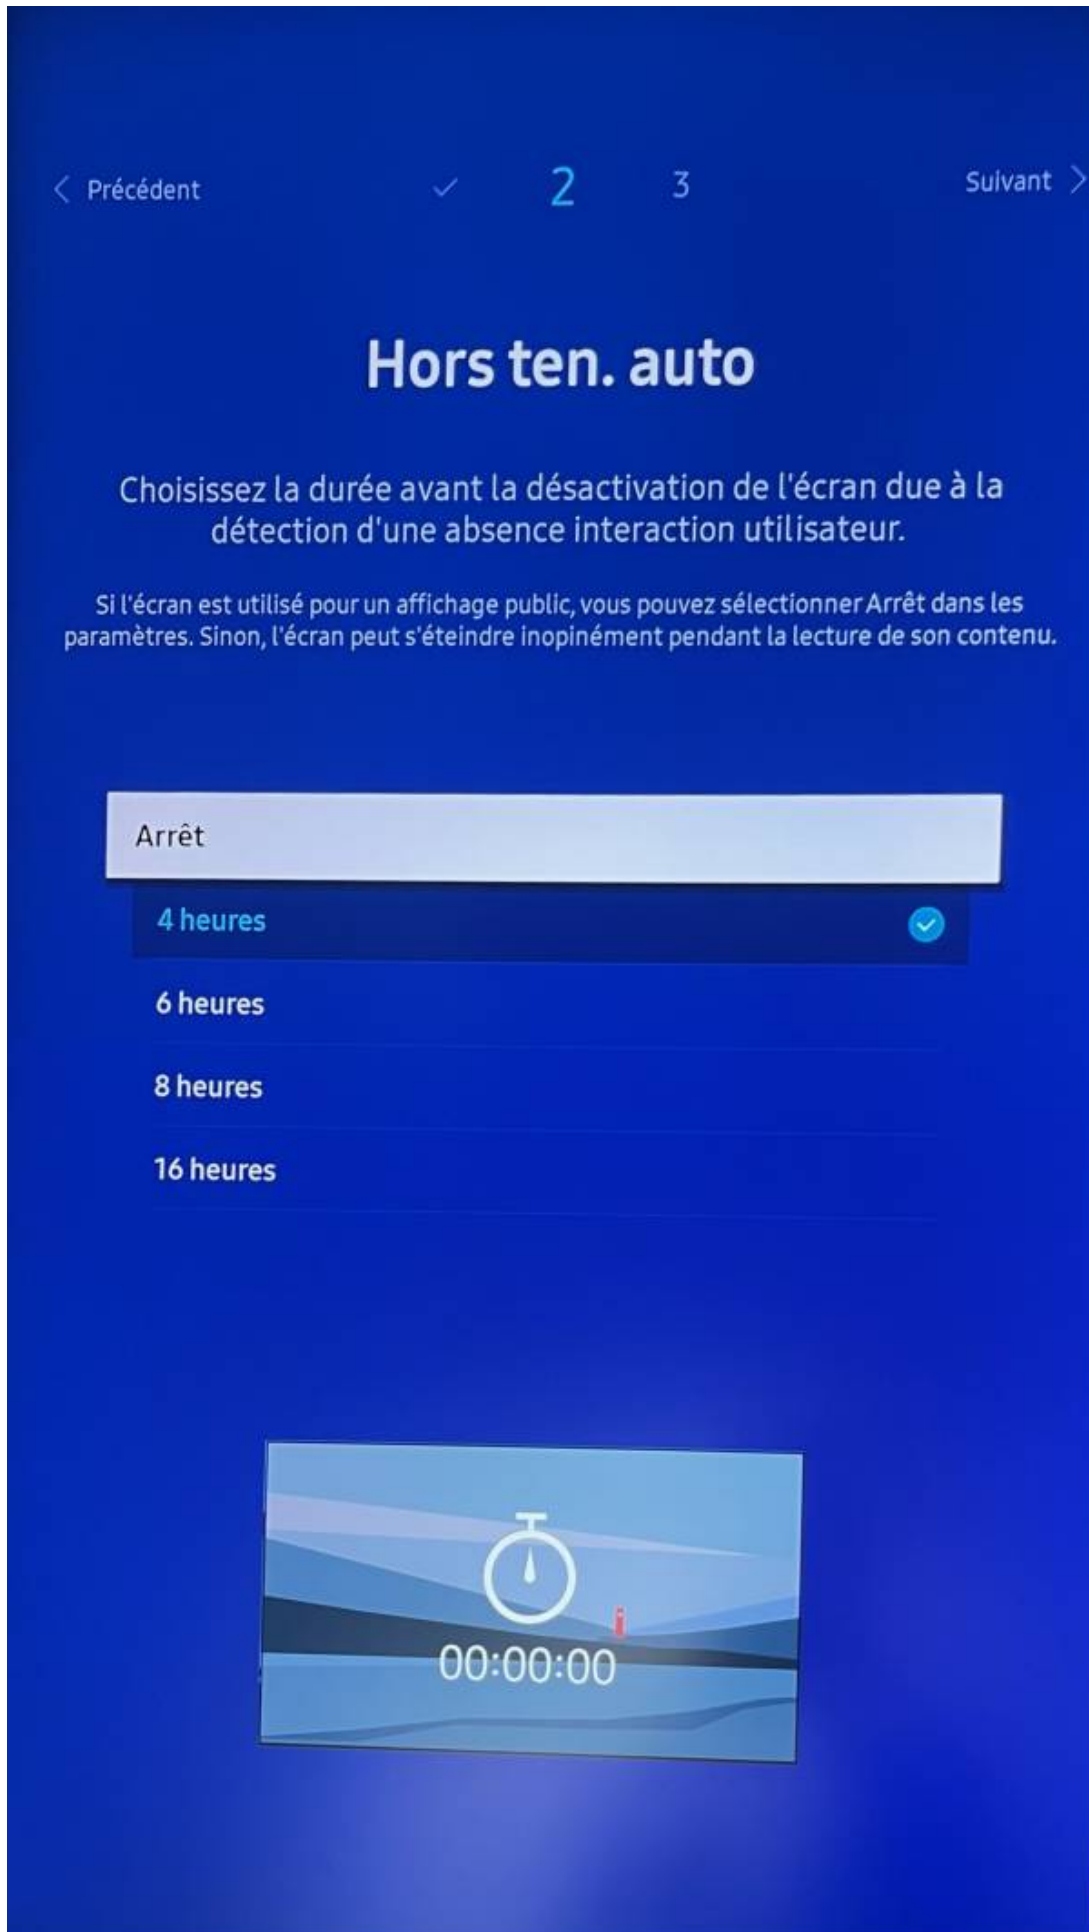 Précédent 2 3 Suivant
Hors ten. auto
Choisissez la durée avant la désactivation de l'écran due à la
détection d'une absence interaction utilisateur.
Si l'écran est utilisé pour un affichage public, vous pouvez sélectionner Arrêt dans les
paramètres. Sinon, l'écran peut s'éteindre inopinément pendant la lecture de son contenu.
Arrêt
4 heures
6 heures
8 heures
16 heures
00:00:00